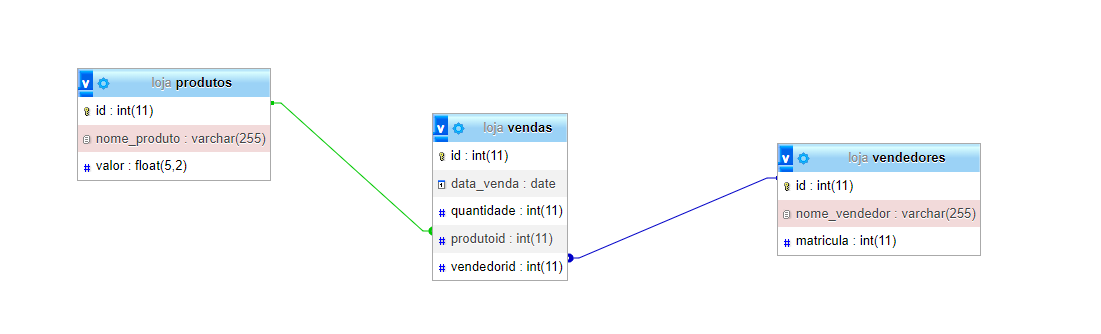 loja produtos
id : int(11)
nome_produto : varchar(255)
valor : float(5,2)
loja vendas
id : int(11)
data_venda : date
quantidade : int(11)
produtoid : int(11)
vendedorid : int(11)
loja vendedores
id : int(11)
nome_vendedor : varchar(255)
matricula : int(11)